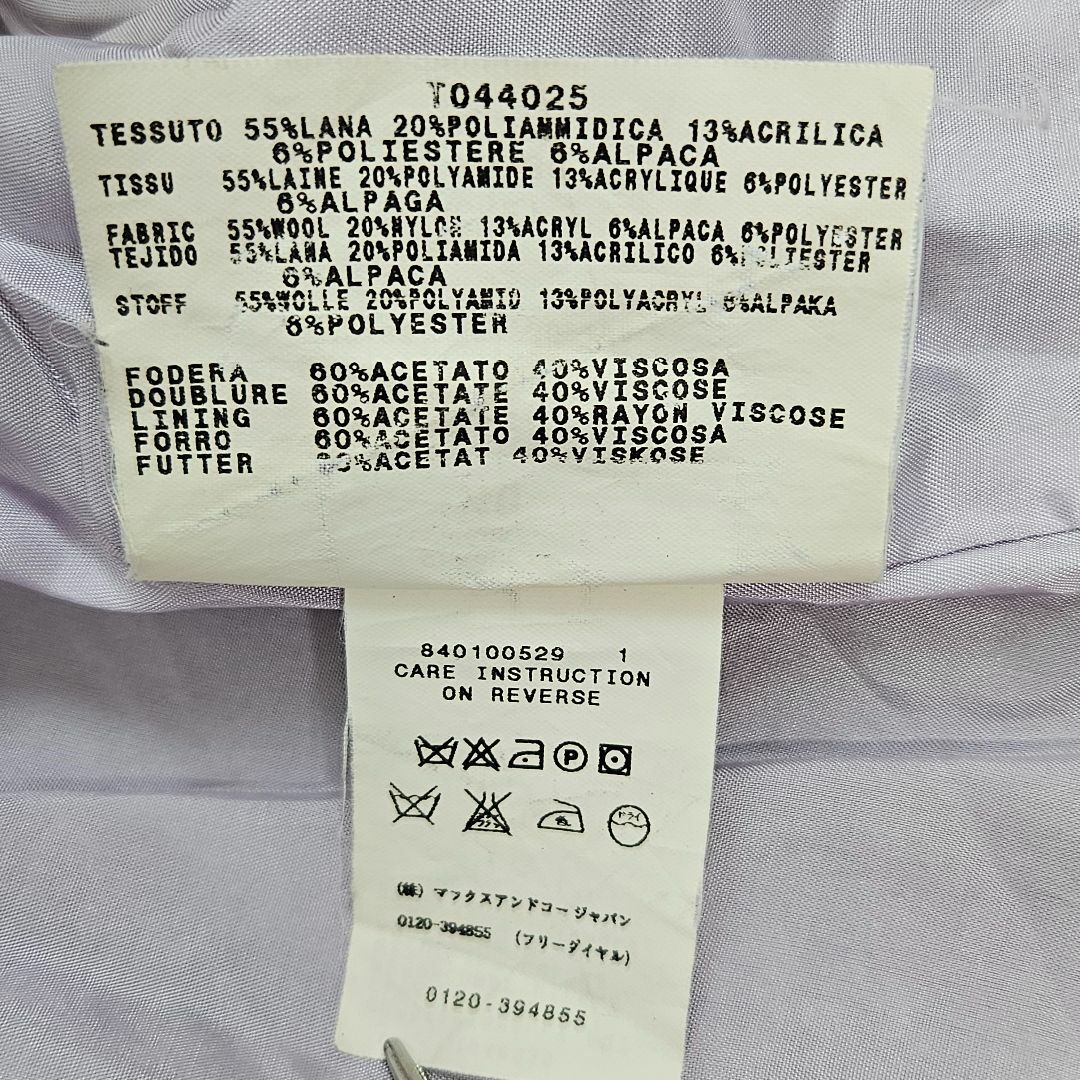 T044025
TESSUTO 55%LANA 20%POLIAMMIDICA 13%ACRILICA
6%POLIESTERE 6%ALPACA
TISSU 55%LAINE 20%POLYAMIDE 13%ACRYLIQUE 6%POLYESTER
6%ALPAGA
FABRIC 55%WOOL 20%NYLON 13%ACRYL 6%ALPACA 6%POLYESTER
TEJIDO 55%LANA 20%POLIAMIDA 13%ACRILICO 6%POLIESTER
6%ALPACA
STOFF 55%WOLLE 20%POLYAMID 13%POLYACRYL 6%ALPAKA
6%POLYESTER
FODERA 60%ACETATO 40%VISCOSA
DOUBLURE 60%ACETATE 40%VISCOSE
LINING 60%ACETATE 40%RAYON VISCOSE
FORRO 60%ACETATO 40%VISCOSA
FUTTER 60%ACETAT 40%VISKOSE
840100529 1
CARE INSTRUCTION
ON REVERSE
P
ドライ
(株) マックスアンドコー ジャパン
0120-394855 (フリーダイヤル)
0120-394855